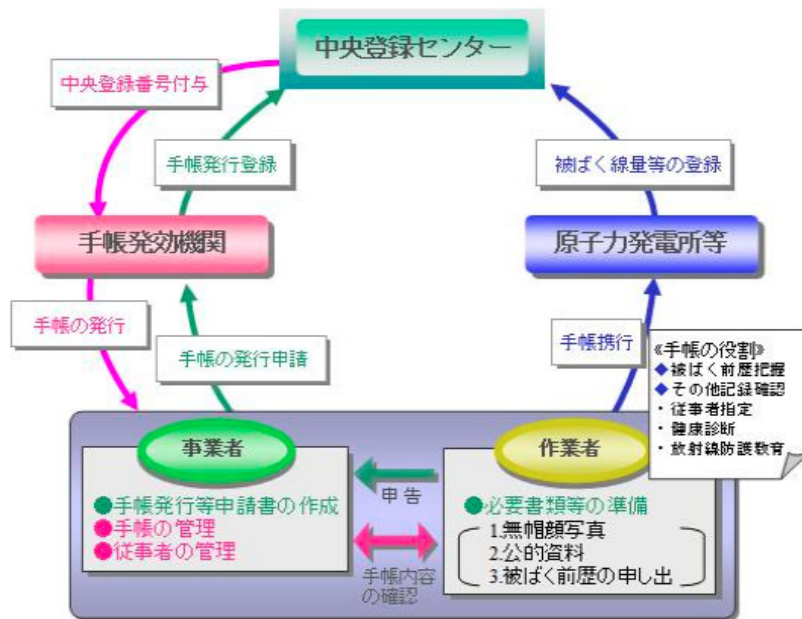 中央登録センター
中央登録番号付与
手帳発行登録
被ばく線量等の登録
手帳発効機関
原子力発電所等
手帳の発行
手帳の発行申請
手帳携行
≪手帳の役割≫
◆被ばく前歴把握
◆その他記録確認
・従事者指定
・健康診断
・放射線防護教育
事業者
●手帳発行等申請書の作成
●手帳の管理
●従事者の管理
申告
手帳内容
の確認
作業者
●必要書類等の準備
1.無帽顔写真
2.公的資料
3.被ばく前歴の申し出